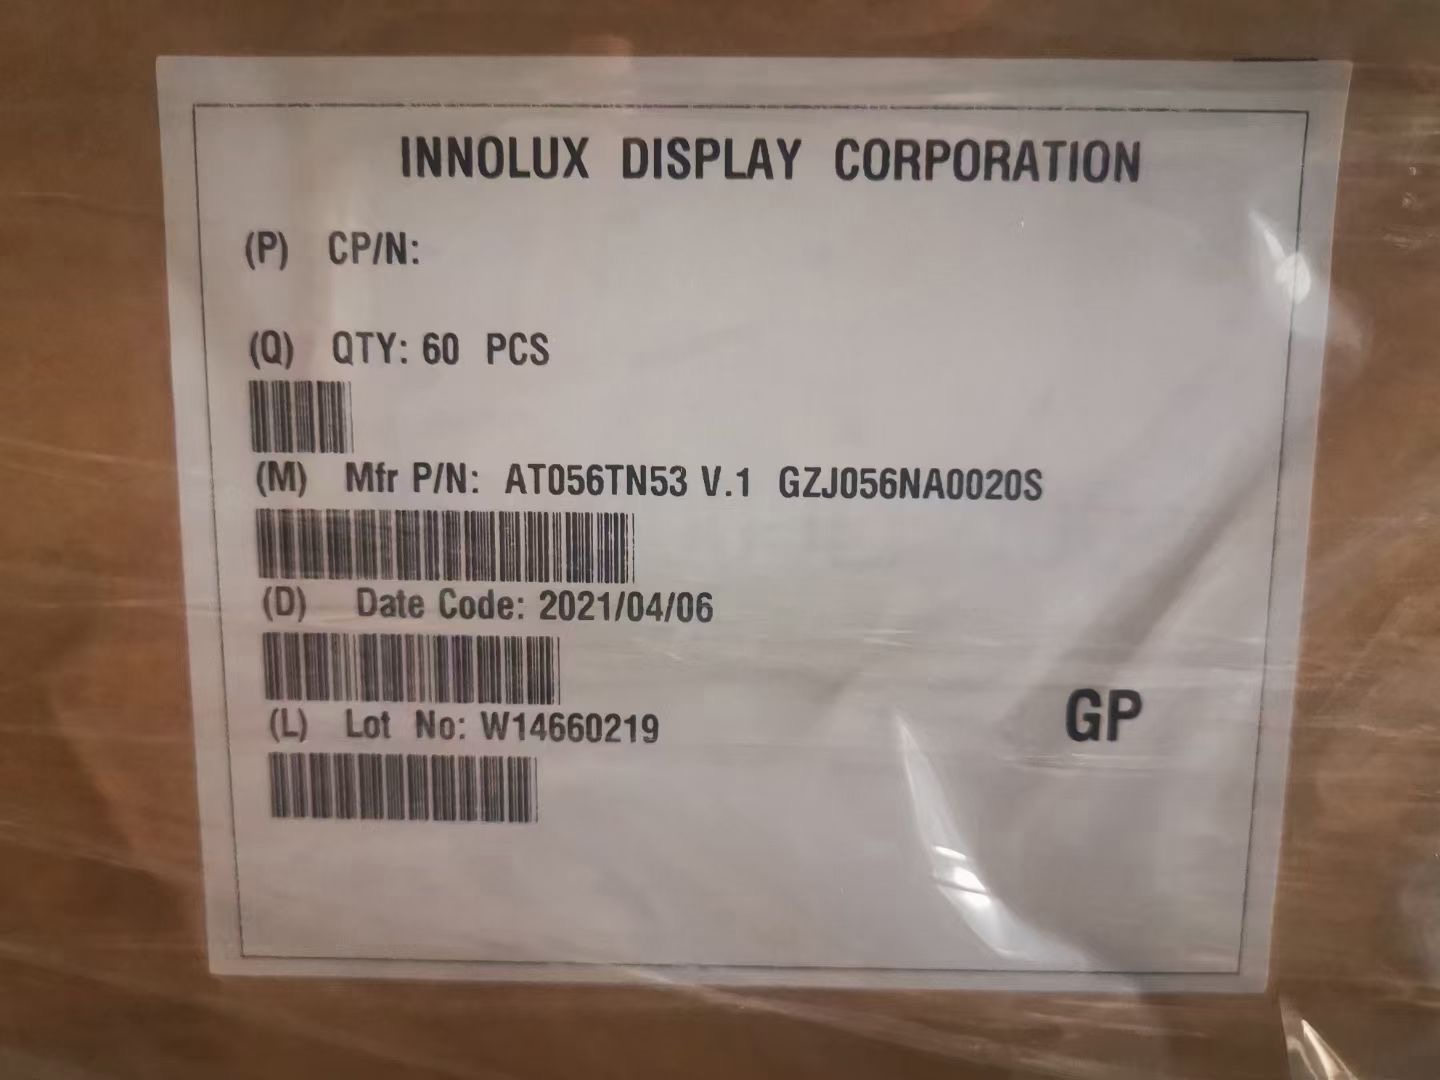 INNOLUX DISPLAY CORPORATION
(P) CP/N:
(Q) QTY: 60 PCS
(M) Mfr P/N: AT056TN53 V.1 GZJ056NA0020S
(D) Date Code: 2021/04/06
(L) Lot No: W14660219
GP